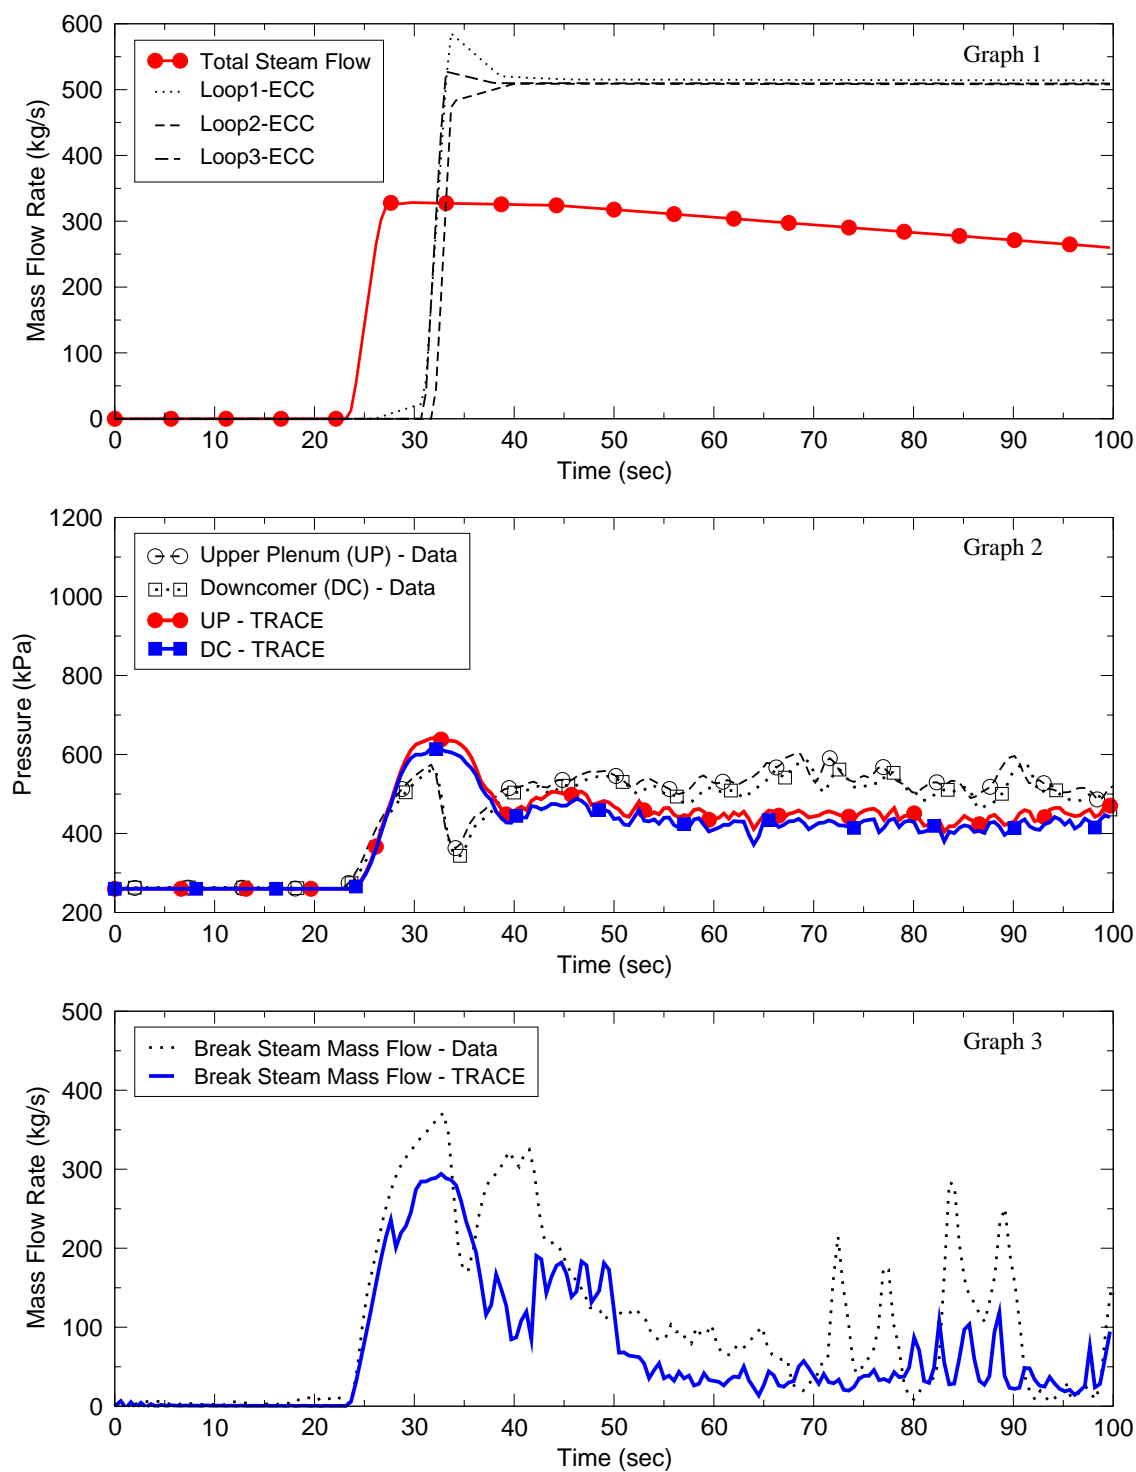 600
500
400
300
200
100
0
Mass Flow Rate (kg/s)
Graph 1
Total Steam Flow
Loop1-ECC
Loop2-ECC
Loop3-ECC
0 10 20 30 40 50 60 70 80 90 100
Time (sec)
1200
1000
800
600
400
200
Pressure (kPa)
Graph 2
Upper Plenum (UP) - Data
Downcomer (DC) - Data
UP - TRACE
DC - TRACE
0 10 20 30 40 50 60 70 80 90 100
Time (sec)
500
400
300
200
100
0
Mass Flow Rate (kg/s)
Graph 3
Break Steam Mass Flow - Data
Break Steam Mass Flow - TRACE
0 10 20 30 40 50 60 70 80 90 100
Time (sec)